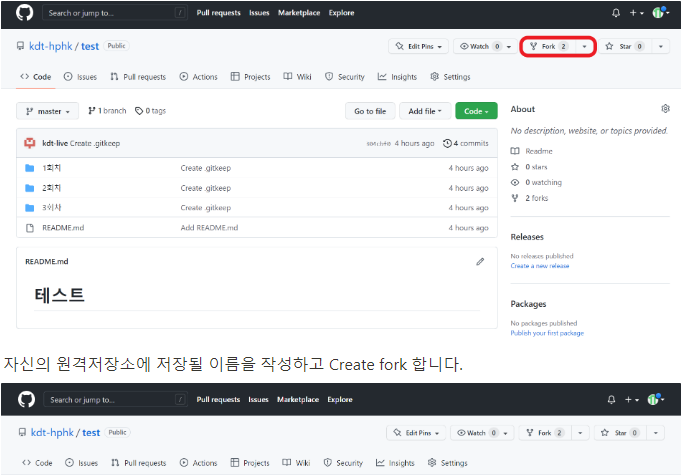 Search or jump to... / Pull requests Issues Marketplace Explore
kdt-hphk / test Public Edit Pins Watch 0 Fork 2 Star 0
Code Issues Pull requests Actions Projects Wiki Security Insights Settings
master 1 branch 0 tags Go to file Add file Code About
No description, website, or topics provided.
kdt-live Create .gitkeep 4 hours ago 4 commits
Readme
1회차 Create .gitkeep 4 hours ago
0 stars
2회차 Create .gitkeep 4 hours ago
0 watching
3회차 Create .gitkeep 4 hours ago
2 forks
README.md Add README.md 4 hours ago
Releases
README.md
No releases published
Create a new release
테스트
Packages
No packages published
Publish your first package
자신의 원격저장소에 저장될 이름을 작성하고 Create fork 합니다.
Search or jump to... / Pull requests Issues Marketplace Explore
kdt-hphk / test Public Edit Pins Watch 0 Fork 2 Star 0
Code Issues Pull requests Actions Projects Wiki Security Insights Settings